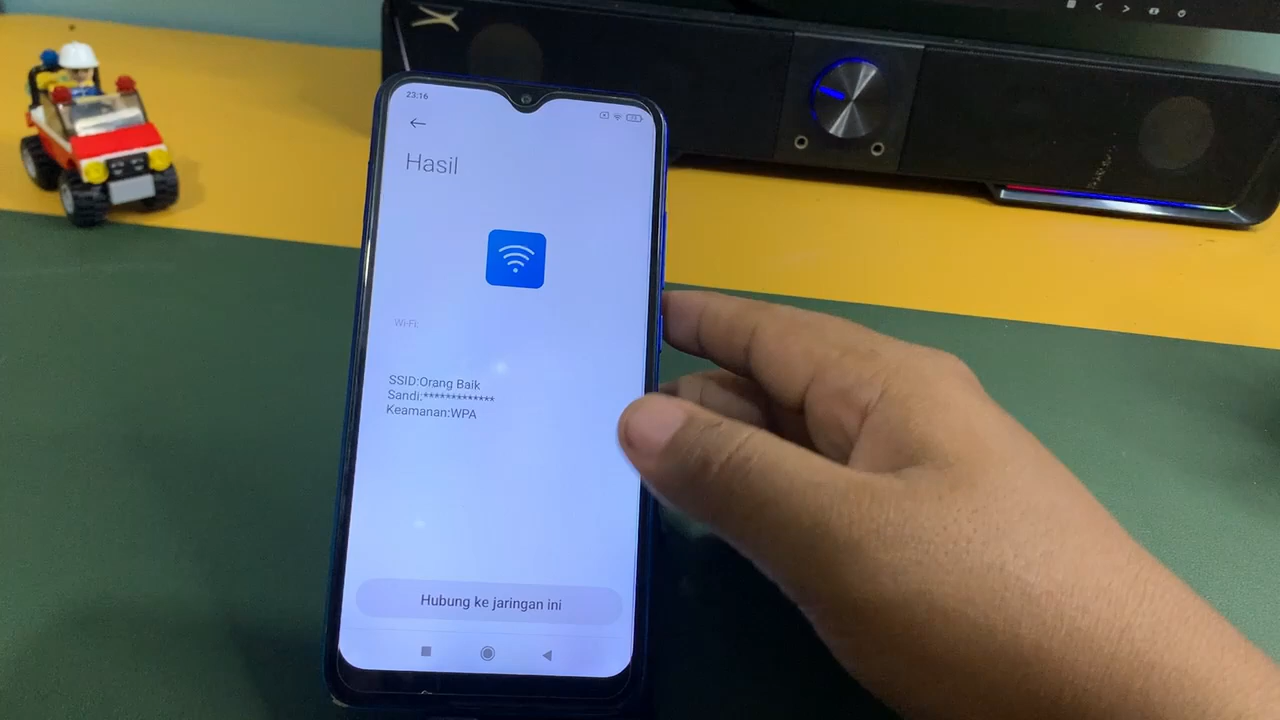 23:16
Hasil
Wi-Fi:
SSID:Orang Baik
Sandi:*************
Keamanan:WPA
Hubung ke jaringan ini